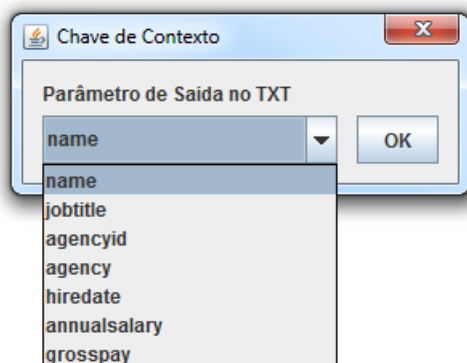 Chave de Contexto
Parâmetro de Saida no TXT
name
OK
name
jobtitle
agencyid
agency
hiredate
annualsalary
grosspay